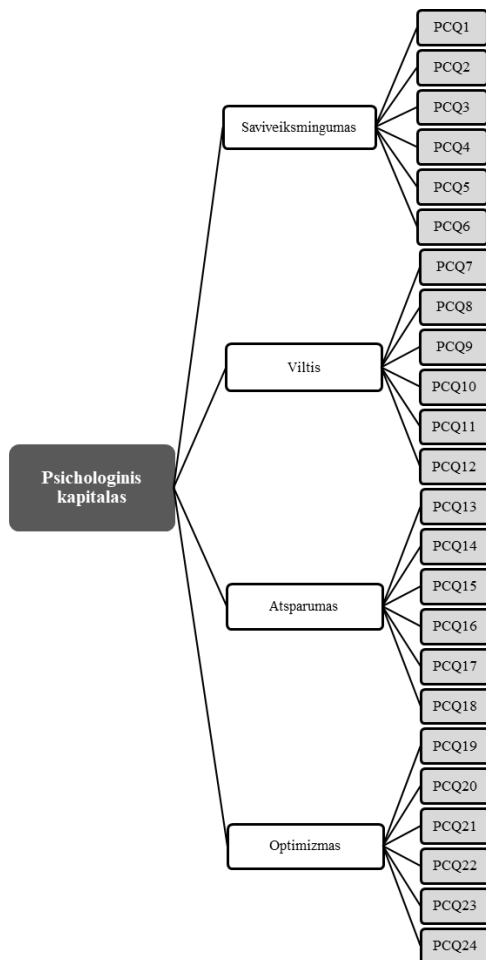 Psichologinis
kapitalas
Saviveiksmingumas
PCQ1
PCQ2
PCQ3
PCQ4
PCQ5
PCQ6
Viltis
PCQ7
PCQ8
PCQ9
PCQ10
PCQ11
PCQ12
Atsparumas
PCQ13
PCQ14
PCQ15
PCQ16
PCQ17
PCQ18
Optimizmas
PCQ19
PCQ20
PCQ21
PCQ22
PCQ23
PCQ24